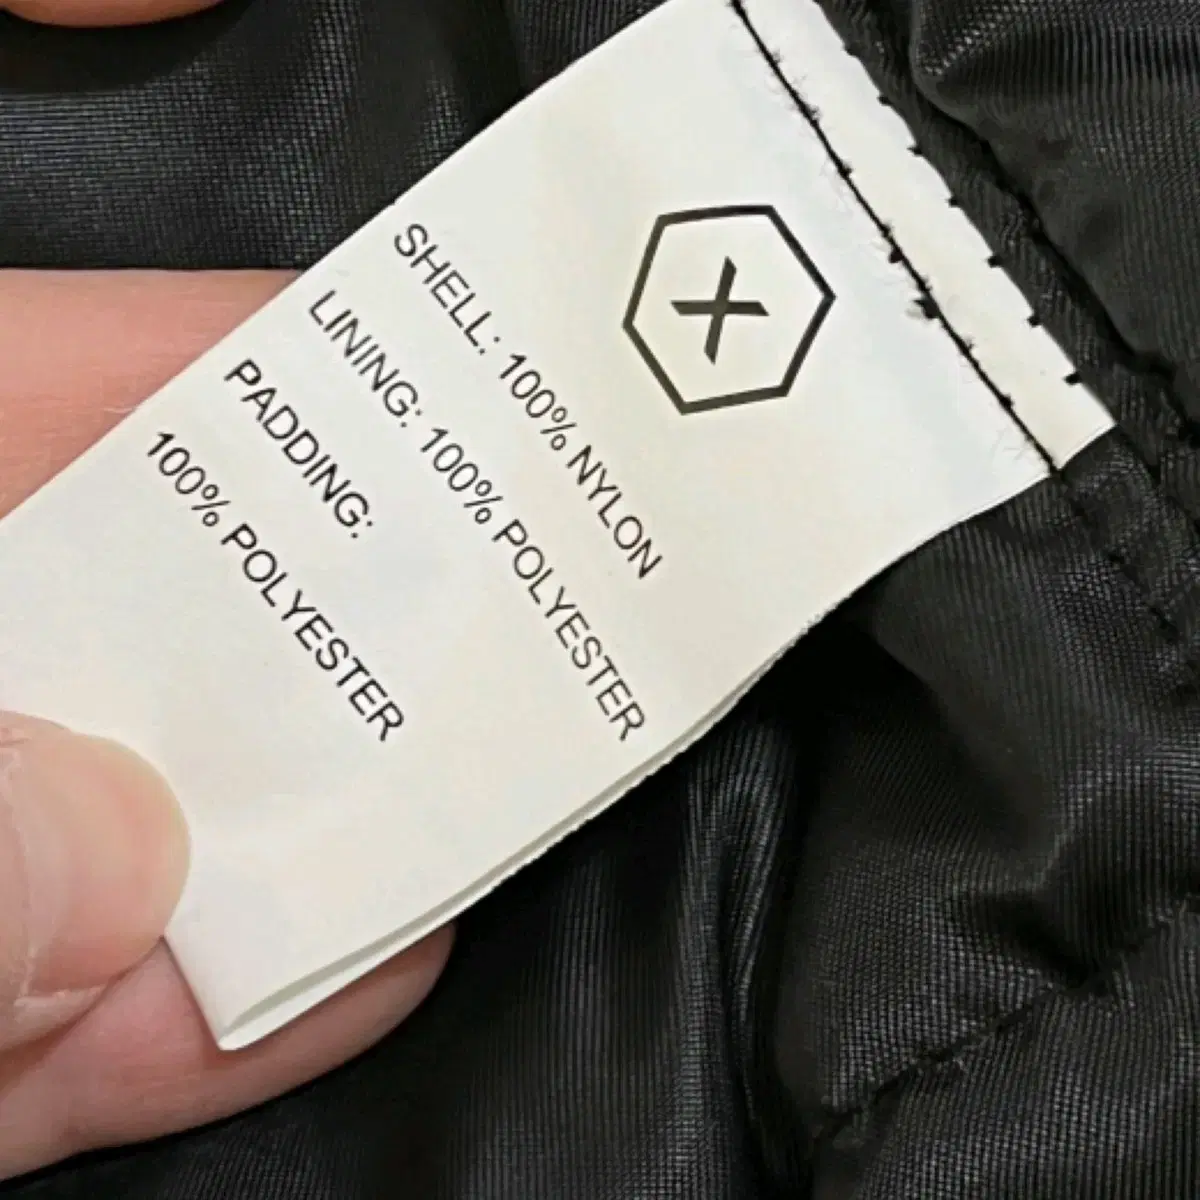 X
SHELL: 100% NYLON
LINING: 100% POLYESTER
PADDING:
100% POLYESTER